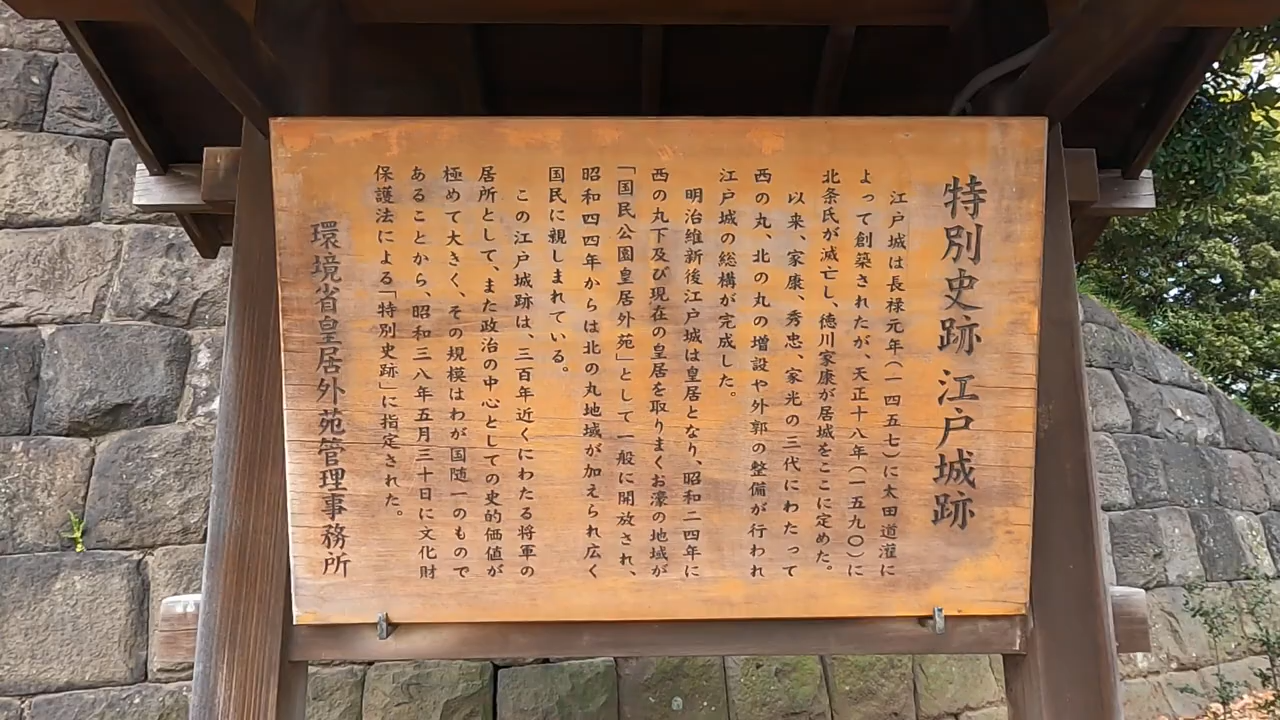 特別史跡 江戸城跡
江戸城は長禄元年(一四五七)に太田道灌に
よって創築されたが、天正十八年(一五九〇)に
北条氏が滅亡し、徳川家康が居城をここに定めた。
以来、家康、秀忠、家光の三代にわたって
西の丸、北の丸の増設や外郭の整備が行われ
江戸城の総構が完成した。
明治維新後江戸城は皇居となり、昭和二四年に
西の丸下及び現在の皇居を取りまくお濠の地域が
「国民公園皇居外苑」として一般に開放され、
昭和四四年からは北の丸地域が加えられ広く
国民に親しまれている。
この江戸城跡は、三百年近くにわたる将軍の
居所として、また政治の中心としての史的価値が
極めて大きく、その規模はわが国随一のもので
あることから、昭和三八年五月三十日に文化財
保護法による「特別史跡」に指定された。
環境省皇居外苑管理事務所